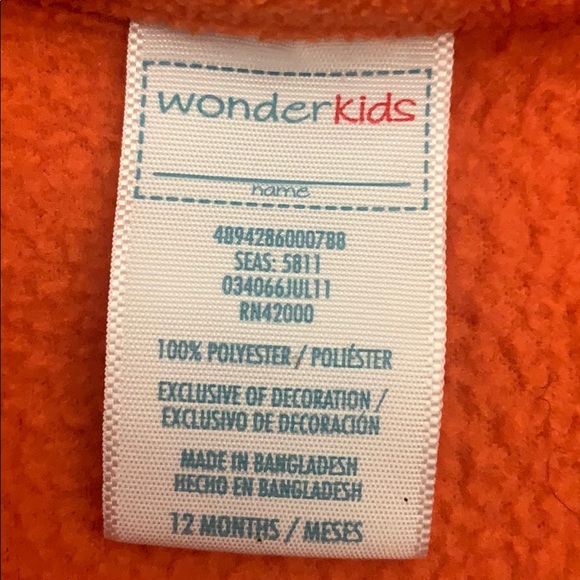 wonderkids
name
4894286000788
SEAS: 5811
034066JUL11
RN42000
100% POLYESTER / POLIÉSTER
EXCLUSIVE OF DECORATION /
EXCLUSIVO DE DECORACIÓN
MADE IN BANGLADESH
HECHO EN BANGLADESH
12 MONTHS / MESES